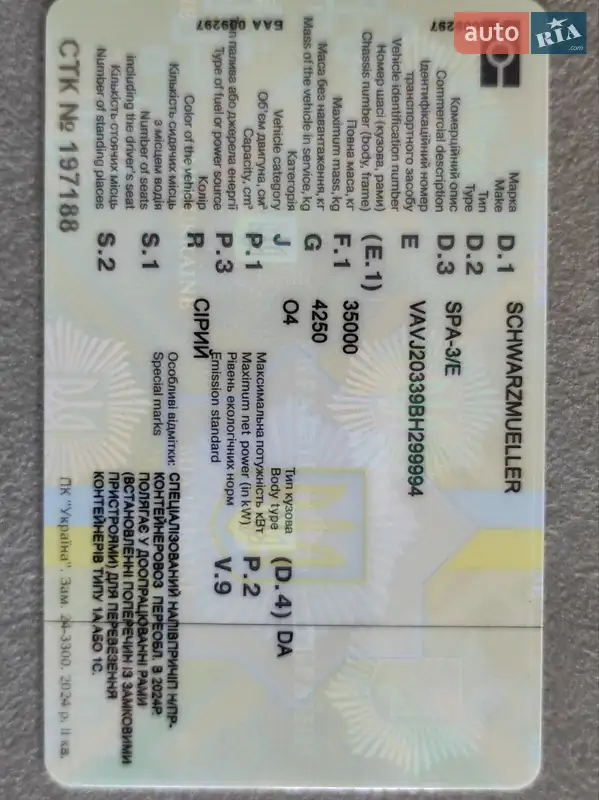 auto RIA .com
Марка
Make D.1 SCHWARZMUELLER
Тип
Type D.2
Комерційний опис
Commercial description D.3 SPA-3/E
Ідентифікаційний номер
транспортного засобу
Vehicle identification number E VAVJ20339BH299994
Номер шасі (кузова, рами)
Chassis number (body, frame) (E.1)
Повна маса, кг
Maximum mass, kg F.1 35000
Маса без навантаження, кг
Mass of the vehicle in service, kg G 4250
Категорія Тип кузова
Vehicle category J O4 Body type (D.4) DA
Об'єм двигуна, см³ Максимальна потужність кВт
Capacity, cm³ P.1 Maximum net. power (in kW) P.2
палива або джерела енергії Рівень екологічних норм
Type of fuel or power source P.3 Emission standard V.9
Колір
Color of the vehicle R СІРИЙ
Кількість сидячих місць
з місцем водія
Number of seats
including the driver's seat S.1
Кількість стоячих місць
Number of standing places S.2
Особливі відмітки:
Special marks
СПЕЦІАЛІЗОВАНИЙ НАПІВПРИЧІП Н/ПР-
КОНТЕЙНЕРОВОЗ ПЕРЕОБЛ. В 2024Р.
ПОЛЯГАЄ У ДООПРАЦЮВАННІ РАМИ
(ВСТАНОВЛЕННІ ПОПЕРЕЧИН ІЗ ЗАМКОВИМИ
ПРИСТРОЯМИ) ДЛЯ ПЕРЕВЕЗЕННЯ
КОНТЕЙНЕРІВ ТИПУ 1А АБО 1С.
СТК № 197188
ПК "Україна". Зам. 24-3300. 2024 р. II кв.
БАА